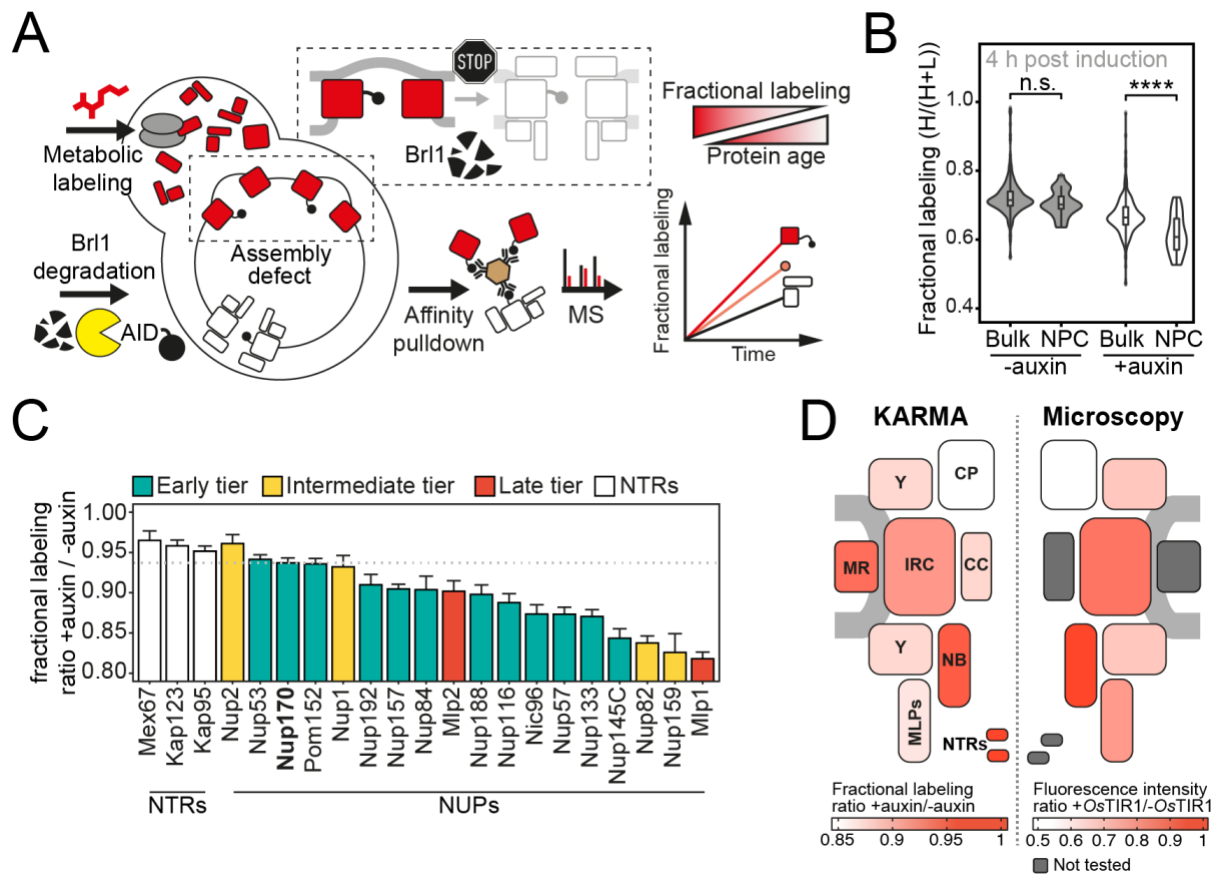 A
STOP
Metabolic
labeling
Brl1
Fractional labeling
Protein age
Brl1
degradation
AID
Assembly
defect
Affinity
pulldown
MS
Fractional labeling
Time
B
4 h post induction
n.s.
****
Fractional labeling (H/(H+L))
1.0
0.8
0.6
0.4
Bulk NPC Bulk NPC
-auxin +auxin
C
Early tier Intermediate tier Late tier NTRs
fractional labeling
ratio +auxin / -auxin
1.00
0.95
0.90
0.85
0.80
Mex67
Kap123
Kap95
Nup2
Nup53
Nup170
Pom152
Nup1
Nup192
Nup157
Nup84
Mlp2
Nup188
Nup116
Nic96
Nup57
Nup133
Nup145C
Nup82
Nup159
Mlp1
NTRs NUPs
D
KARMA Microscopy
Y CP
MR IRC CC
Y NB
MLPs
NTRs
Fractional labeling
ratio +auxin/-auxin
0.85 0.95 1
Fluorescence intensity
ratio +OsTIR1/-OsTIR1
0.5 0.6 0.7 0.8 0.9 1
Not tested